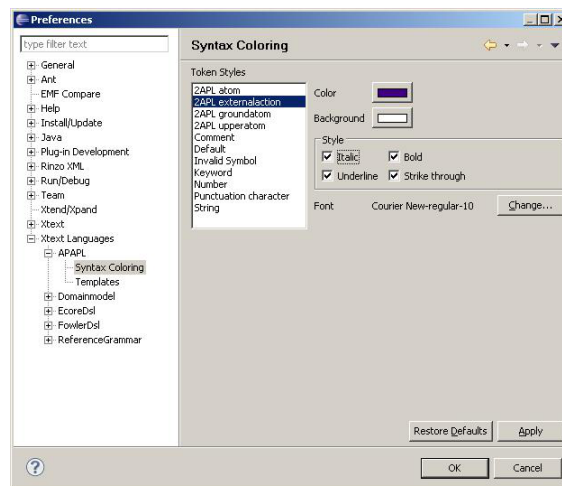 Preferences
type filter text
General
Ant
EMF Compare
Help
Install/Update
Java
Plug-in Development
Rinzo XML
Run/Debug
Team
Xtend/Xpand
Xtext
Xtext Languages
APAPL
Syntax Coloring
Templates
Domainmodel
EcoreDsl
FowlerDsl
ReferenceGrammar
Syntax Coloring
Token Styles
2APL atom
2APL externalaction
2APL groundatom
2APL upperatom
Comment
Default
Invalid Symbol
Keyword
Number
Punctuation character
String
Color
Background
Style
Italic Bold
Underline Strike through
Font Courier New-regular-10 Change...
Restore Defaults Apply
OK Cancel